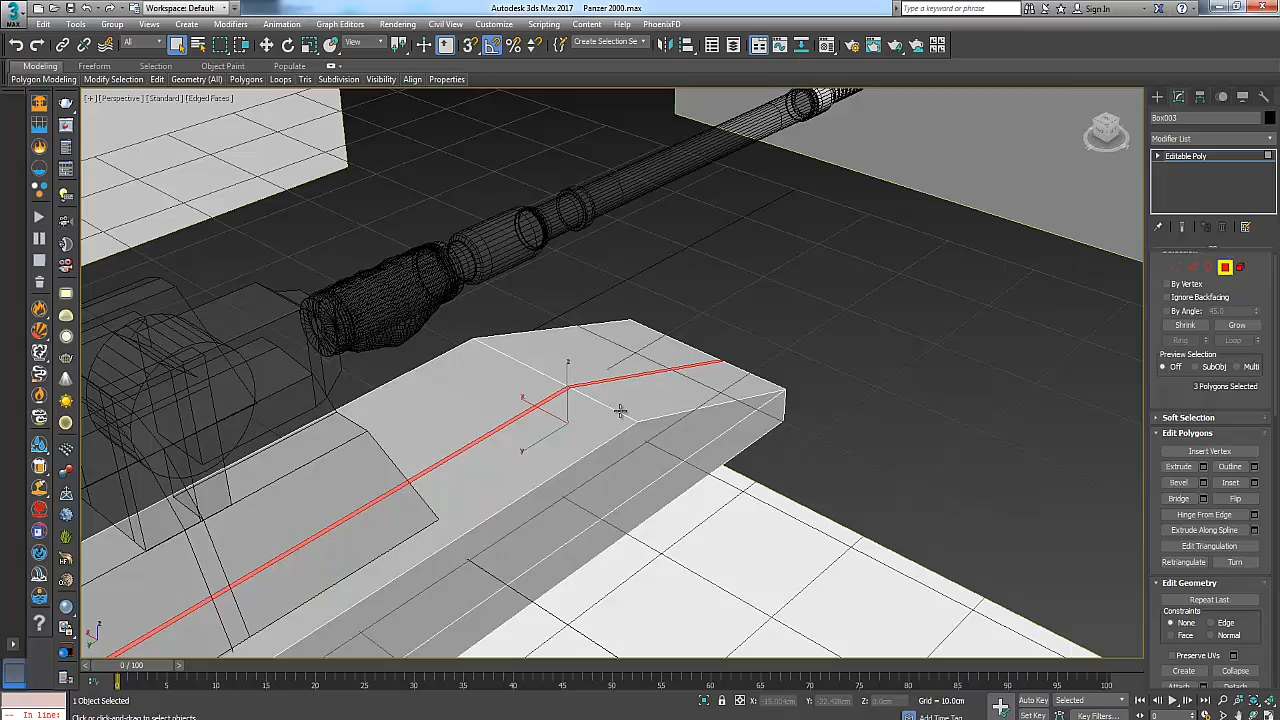 Workspace: Default
Autodesk 3ds Max 2017    Panzer 2000.max
Type a keyword or phrase
Sign In
MAX
Edit Tools Group Views Create Modifiers Animation Graph Editors Rendering Civil View Customize Scripting Content Help PhoenixFD
All View Create Selection Se
Modeling Freeform Selection Object Paint Populate
Polygon Modeling Modify Selection Edit Geometry (All) Polygons Loops Tris Subdivision Visibility Align Properties
[+] [Perspective] [Standard] [Edged Faces]
Box003
Modifier List
Editable Poly
Selection
By Vertex
Ignore Backfacing
By Angle: 45.0
Shrink Grow
Ring Loop
Preview Selection
Off SubObj Multi
3 Polygons Selected
Soft Selection
Edit Polygons
Insert Vertex
Extrude Outline
Bevel Inset
Bridge Flip
Hinge From Edge
Extrude Along Spline
Edit Triangulation
Retriangulate Turn
Edit Geometry
Repeat Last
Constraints
None Edge
Face Normal
Preserve UVs
Create Collapse
Attach Detach
z
x
y
0 / 100
0 5 10 15 20 25 30 35 40 45 50 55 60 65 70 75 80 85 90 95 100
1 Object Selected
X: -15.004cm Y: -22.428cm Z: 0.0cm Grid = 10.0cm
Auto Key Selected
-- In line:
Click or click-and-drag to select objects
Add Time Tag
Set Key Key Filters...